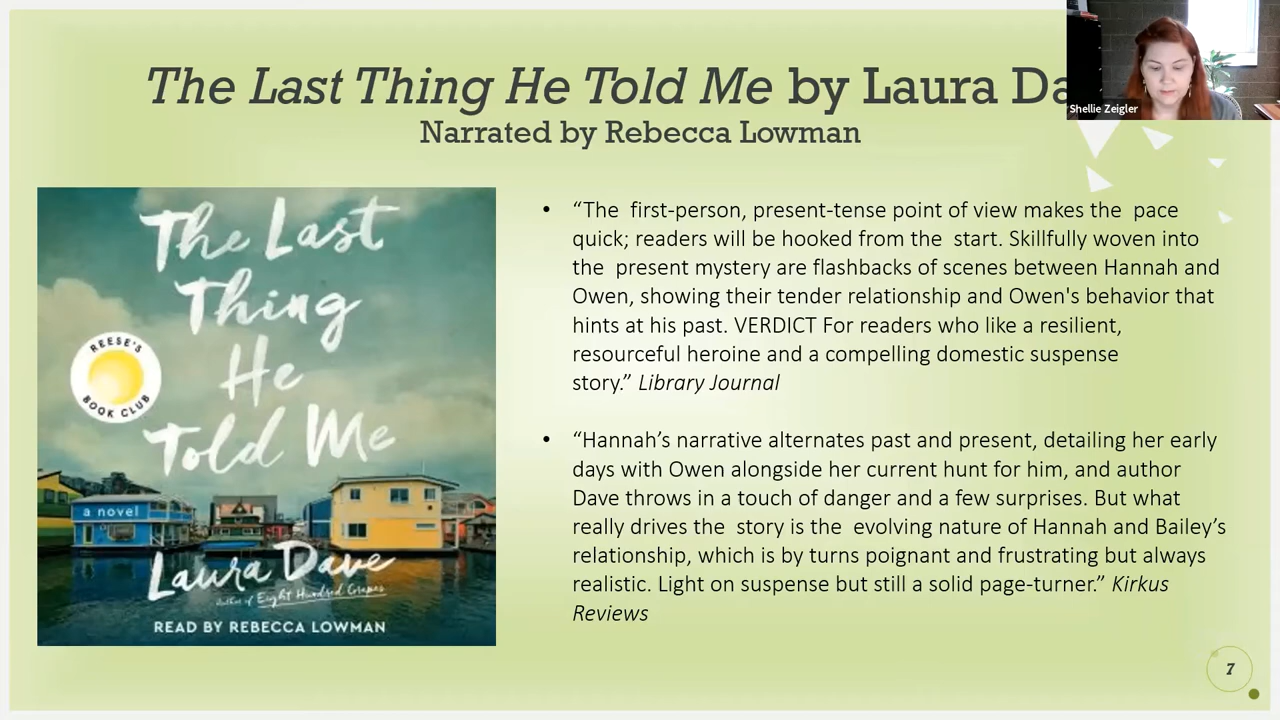 The Last Thing He Told Me by Laura Da
Narrated by Rebecca Lowman
Shellie Zeigler
The Last
Thing
He
Told Me
REESE'S
BOOK CLUB
a novel
Laura Dave
author of Eight Hundred Grapes
READ BY REBECCA LOWMAN
• “The first-person, present-tense point of view makes the pace
quick; readers will be hooked from the start. Skillfully woven into
the present mystery are flashbacks of scenes between Hannah and
Owen, showing their tender relationship and Owen's behavior that
hints at his past. VERDICT For readers who like a resilient,
resourceful heroine and a compelling domestic suspense
story.” Library Journal
• “Hannah’s narrative alternates past and present, detailing her early
days with Owen alongside her current hunt for him, and author
Dave throws in a touch of danger and a few surprises. But what
really drives the story is the evolving nature of Hannah and Bailey’s
relationship, which is by turns poignant and frustrating but always
realistic. Light on suspense but still a solid page-turner.” Kirkus
Reviews
7